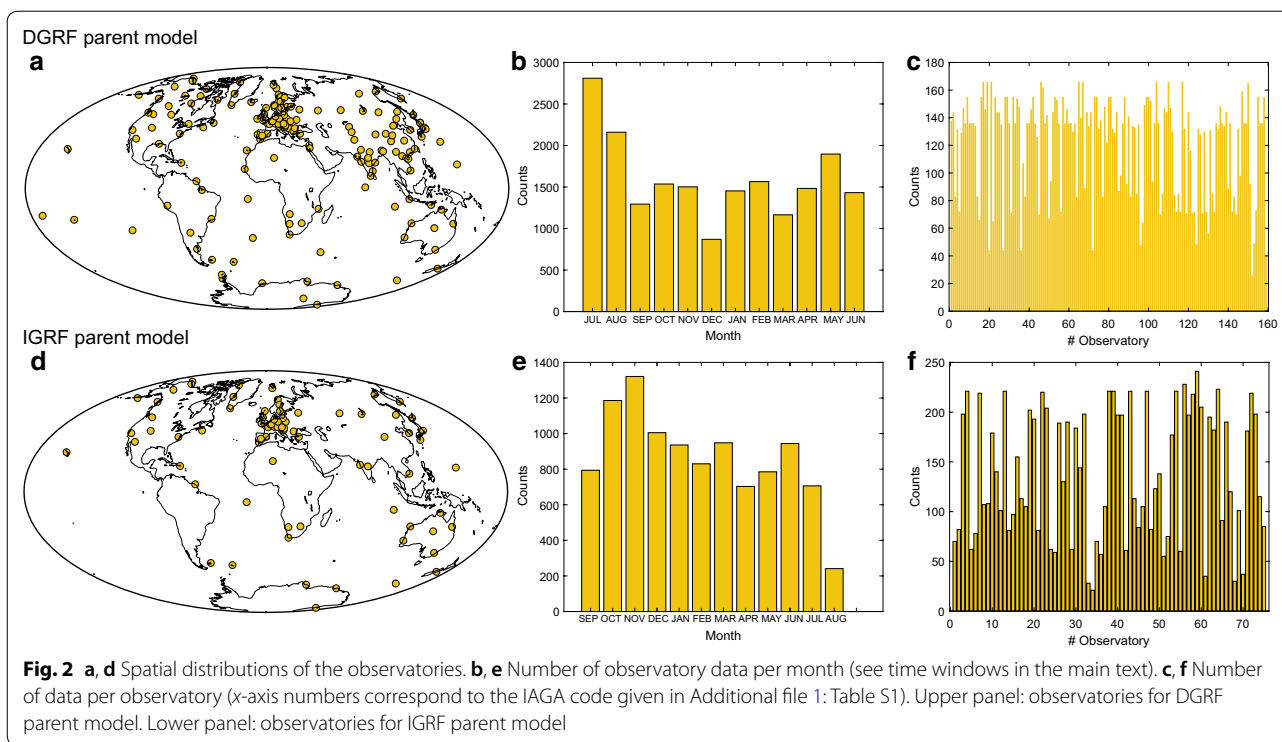 DGRF parent model
a
b
3000
2500
2000
1500
1000
500
0
Counts
JUL AUG SEP OCT NOV DEC JAN FEB MAR APR MAY JUN
Month
c
180
160
140
120
100
80
60
40
20
0
Counts
0 20 40 60 80 100 120 140 160
# Observatory
IGRF parent model
d
e
1400
1200
1000
800
600
400
200
0
Counts
SEP OCT NOV DEC JAN FEB MAR APR MAY JUN JUL AUG
Month
f
250
200
150
100
50
0
Counts
0 10 20 30 40 50 60 70
# Observatory
Fig. 2 a, d Spatial distributions of the observatories. b, e Number of observatory data per month (see time windows in the main text). c, f Number
of data per observatory (x-axis numbers correspond to the IAGA code given in Additional file 1: Table S1). Upper panel: observatories for DGRF
parent model. Lower panel: observatories for IGRF parent model